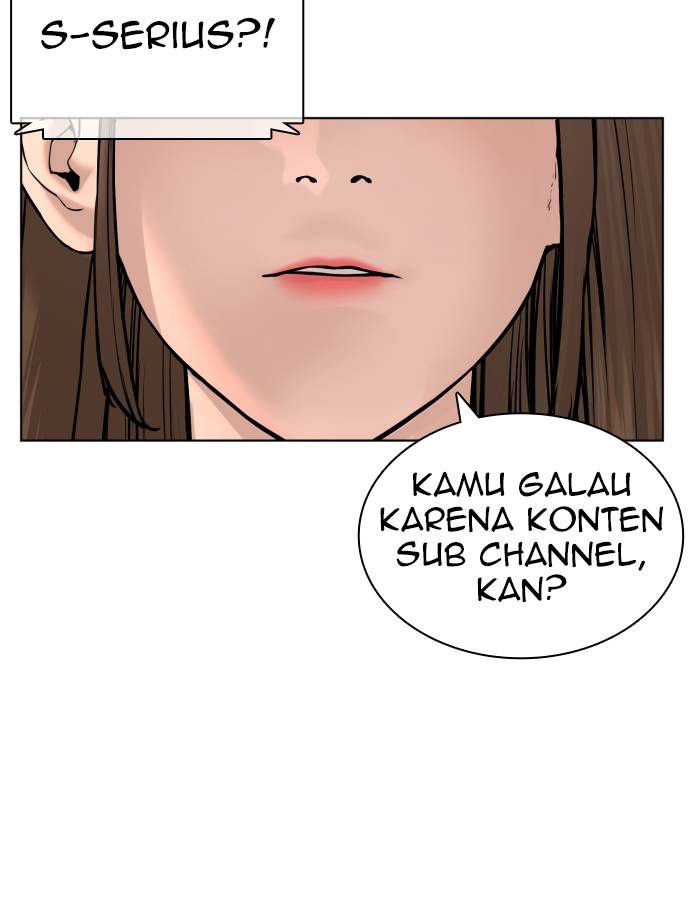 S-SERIUS?!
KAMU GALAU
KARENA KONTEN
SUB CHANNEL,
KAN?